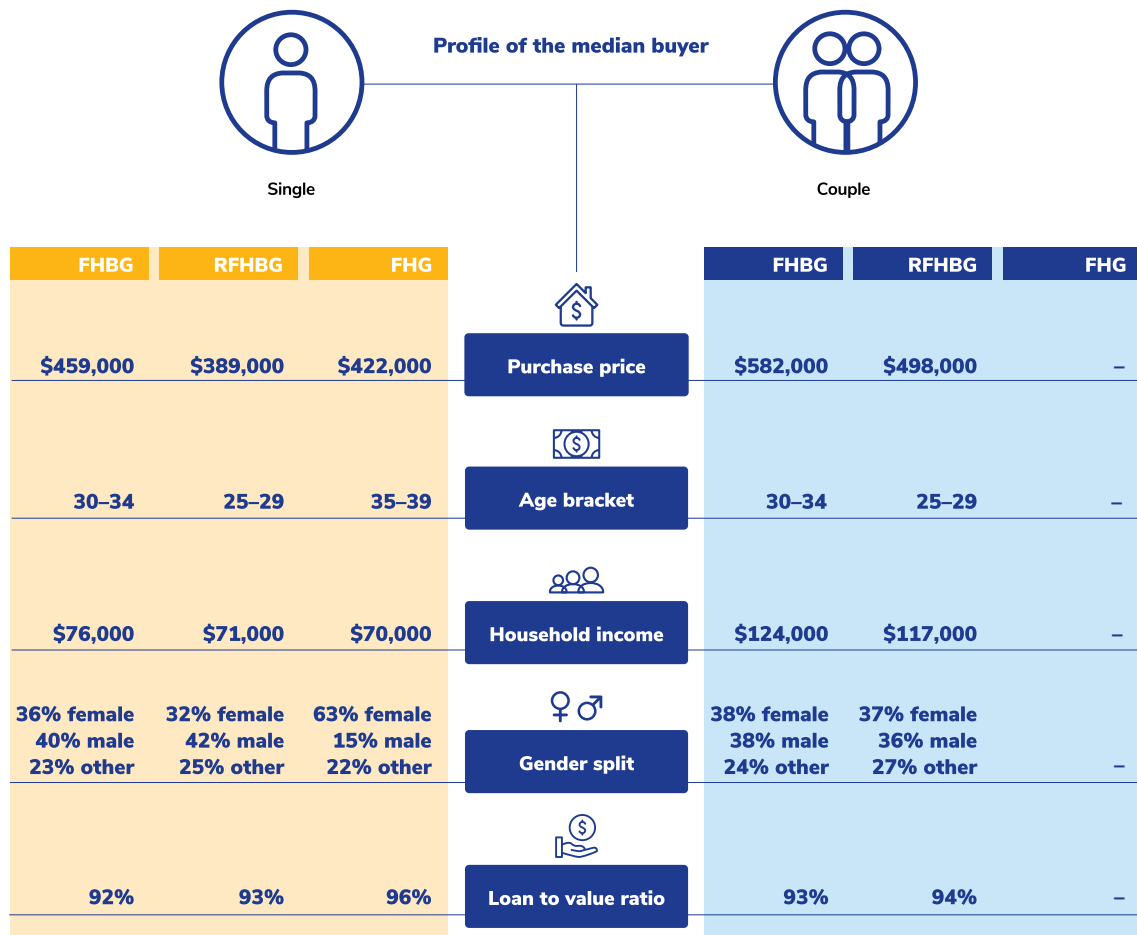 Profile of the median buyer
Single
Couple
FHBG RFHBG FHG FHBG RFHBG FHG
$459,000 $389,000 $422,000 Purchase price $582,000 $498,000 –
30–34 25–29 35–39 Age bracket 30–34 25–29 –
$76,000 $71,000 $70,000 Household income $124,000 $117,000 –
36% female 32% female 63% female 38% female 37% female
40% male 42% male 15% male 38% male 36% male
23% other 25% other 22% other Gender split 24% other 27% other –
92% 93% 96% Loan to value ratio 93% 94% –